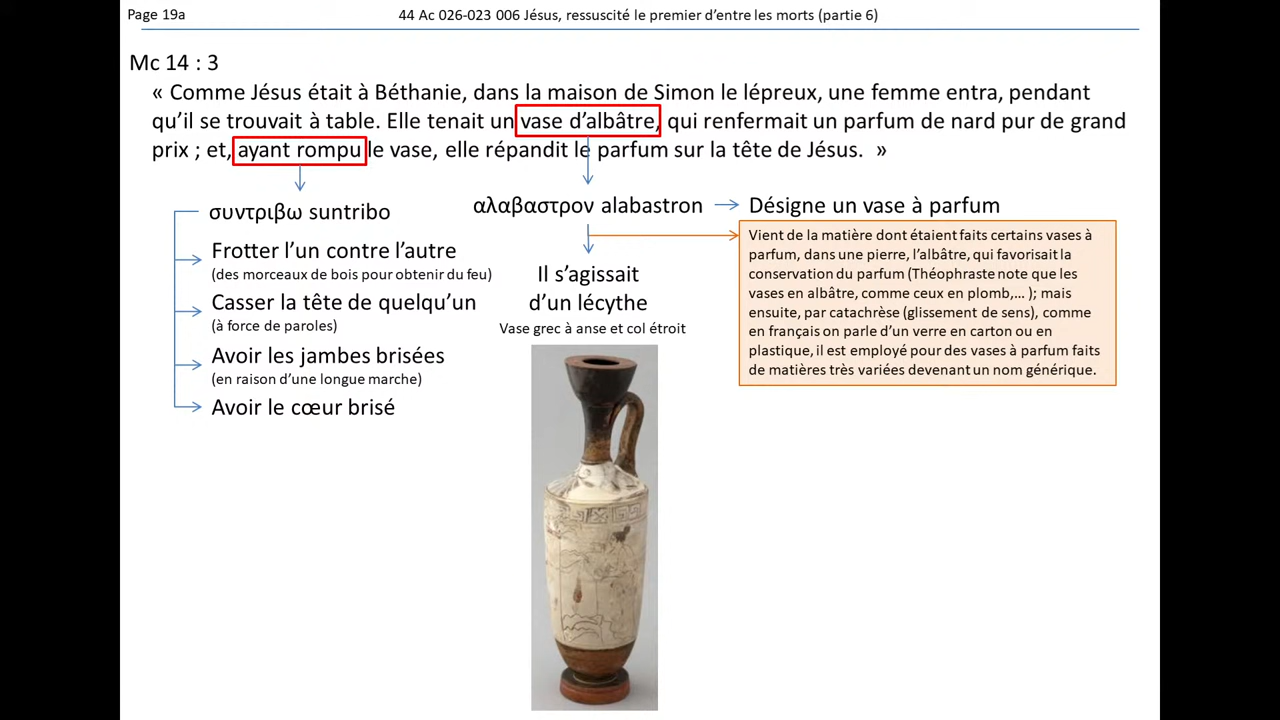 Page 19a
44 Ac 026-023 006 Jésus, ressuscité le premier d’entre les morts (partie 6)
Mc 14 : 3
« Comme Jésus était à Béthanie, dans la maison de Simon le lépreux, une femme entra, pendant
qu’il se trouvait à table. Elle tenait un vase d’albâtre, qui renfermait un parfum de nard pur de grand
prix ; et, ayant rompu le vase, elle répandit le parfum sur la tête de Jésus. »
συντριβω suntribo
Frotter l’un contre l’autre
(des morceaux de bois pour obtenir du feu)
Casser la tête de quelqu’un
(à force de paroles)
Avoir les jambes brisées
(en raison d’une longue marche)
Avoir le cœur brisé
αλαβαστρον alabastron
Il s’agissait
d’un lécythe
Vase grec à anse et col étroit
Désigne un vase à parfum
Vient de la matière dont étaient faits certains vases à
parfum, dans une pierre, l’albâtre, qui favorisait la
conservation du parfum (Théophraste note que les
vases en albâtre, comme ceux en plomb,… ); mais
ensuite, par catachrèse (glissement de sens), comme
en français on parle d’un verre en carton ou en
plastique, il est employé pour des vases à parfum faits
de matières très variées devenant un nom générique.